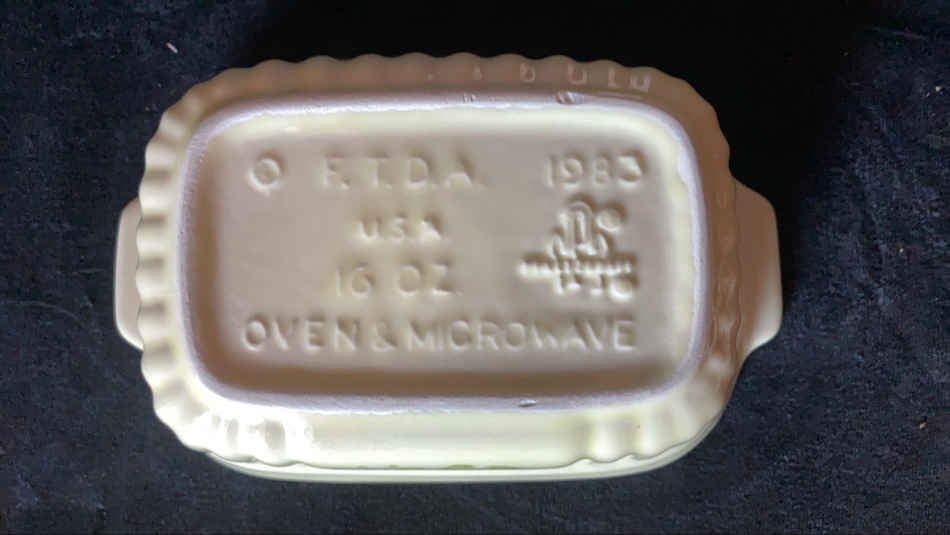 © F.T.D.A. 1983
U.S.A.
16 OZ.
OVEN & MICROWAVE